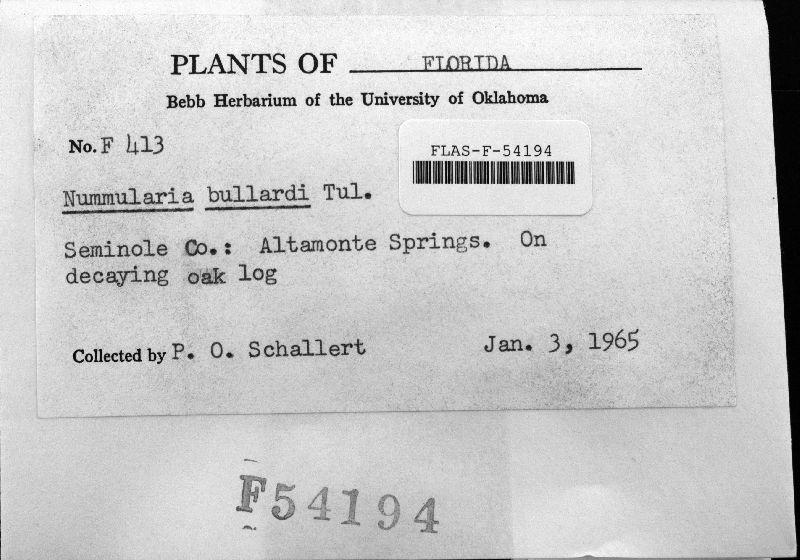 PLANTS OF FLORIDA
Bebb Herbarium of the University of Oklahoma
No. F 413
FLAS-F-54194
Nummularia bullardi Tul.
Seminole Co.: Altamonte Springs. On
decaying oak log
Collected by P. O. Schallert Jan. 3, 1965
F54194